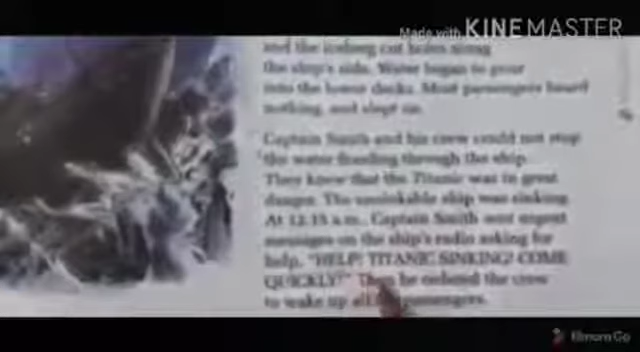 Made with KINEMASTER
and the iceberg cut holes along
the ship's side. Water began to pour
into the lower decks. Most passengers heard
nothing, and slept on.
Captain Smith and his crew could not stop
the water flooding through the ship.
They knew that the Titanic was in great
danger. The unsinkable ship was sinking.
At 12.15 a.m., Captain Smith sent urgent
messages on the ship's radio asking for
help. "HELP! TITANIC SINKING! COME
QUICKLY!" Then he ordered the crew
to wake up all passengers.
Filmora Go